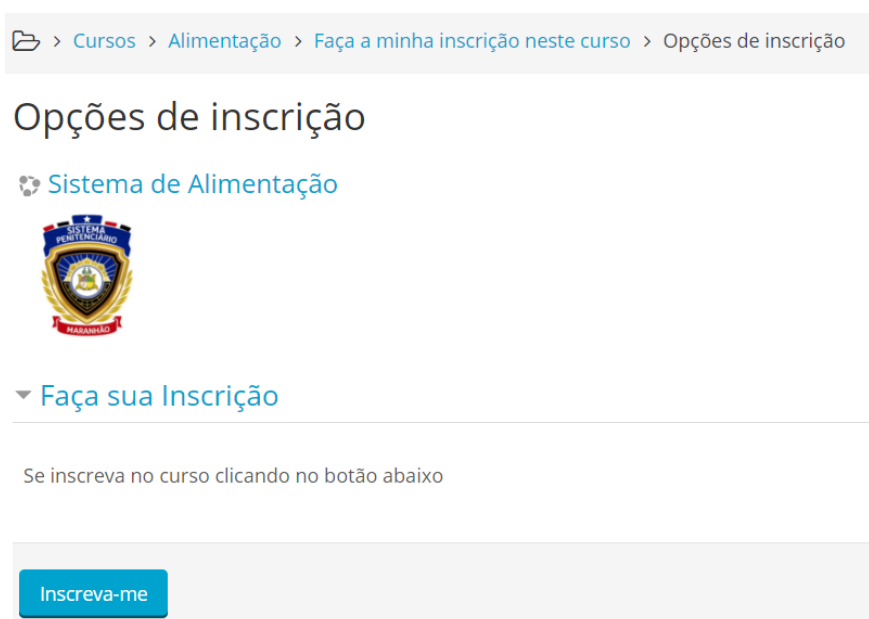 > Cursos > Alimentação > Faça a minha inscrição neste curso > Opções de inscrição
Opções de inscrição
Sistema de Alimentação
SISTEMA
PENITENCIÁRIO
MARANHÃO
Faça sua Inscrição
Se inscreva no curso clicando no botão abaixo
Inscreva-me